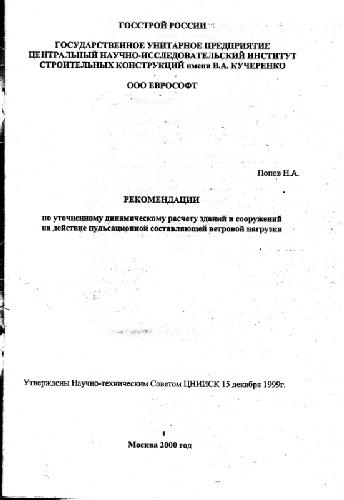 ГОССТРОЙ РОССИИ
ГОСУДАРСТВЕННОЕ УНИТАРНОЕ ПРЕДПРИЯТИЕ
ЦЕНТРАЛЬНЫЙ НАУЧНО-ИССЛЕДОВАТЕЛЬСКИЙ ИНСТИТУТ
СТРОИТЕЛЬНЫХ КОНСТРУКЦИЙ имени В.А. КУЧЕРЕНКО
ООО ЕВРОСОФТ
Попов Н.А.
РЕКОМЕНДАЦИИ
по уточненному динамическому расчету зданий и сооружений
на действие пульсационной составляющей ветровой нагрузки
Утверждены Научно-техническим Советом ЦНИИСК 15 декабря 1999г.
Москва 2000 год